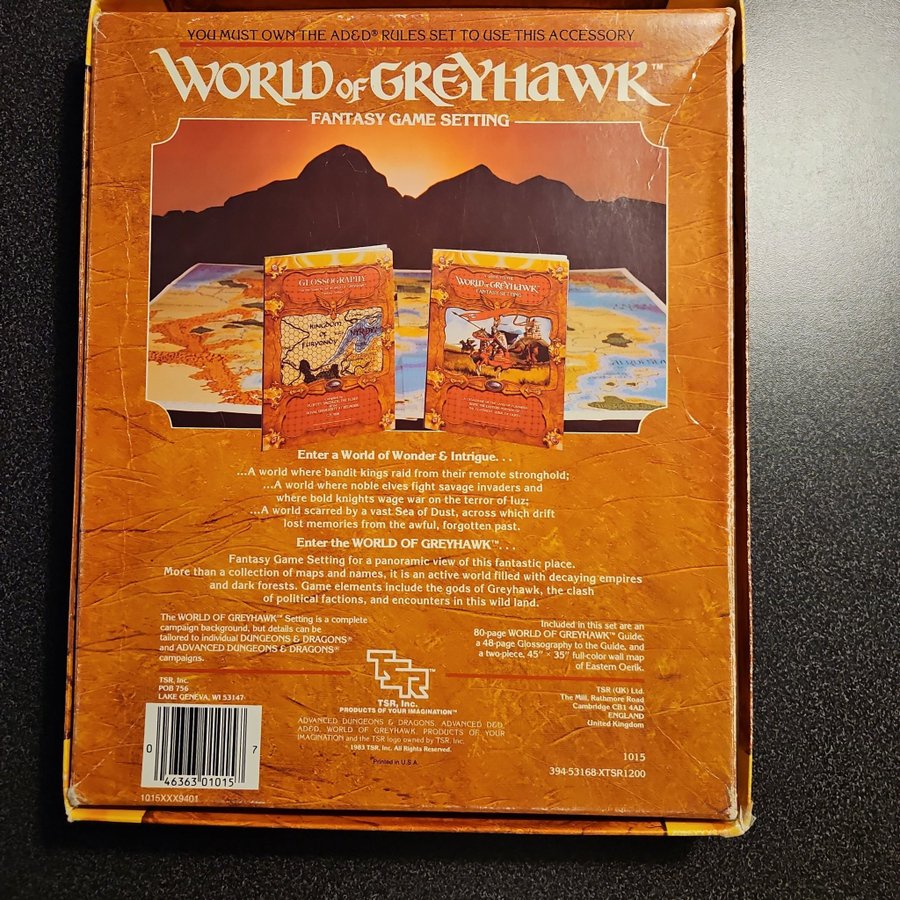 YOU MUST OWN THE AD&D® RULES SET TO USE THIS ACCESSORY
WORLD OF GREYHAWK™
FANTASY GAME SETTING
GLOSSOGRAPHY
KINGDOM
OF
FURYONDY
WORLD of GREYHAWK™
FANTASY SETTING
Enter a World of Wonder & Intrigue. . .
...A world where bandit kings raid from their remote stronghold;
...A world where noble elves fight savage invaders and
where bold knights wage war on the terror of Iuz;
...A world scarred by a vast Sea of Dust, across which drift
lost memories from the awful, forgotten past.
Enter the WORLD OF GREYHAWK™. . .
Fantasy Game Setting for a panoramic view of this fantastic place.
More than a collection of maps and names, it is an active world filled with decaying empires
and dark forests. Game elements include the gods of Greyhawk, the clash
of political factions, and encounters in this wild land.
The WORLD OF GREYHAWK™ Setting is a complete
campaign background, but details can be
tailored to individual DUNGEONS & DRAGONS®
and ADVANCED DUNGEONS & DRAGONS®
campaigns.
Included in this set are an
80-page WORLD OF GREYHAWK™ Guide,
a 48-page Glossography to the Guide, and
a two-piece, 45" × 35" full-color wall map
of Eastern Oerik.
TSR, Inc.
POB 756
LAKE GENEVA, WI 53147
TSR™
TSR, Inc.
PRODUCTS OF YOUR IMAGINATION™
TSR (UK) Ltd.
The Mill, Rathmore Road
Cambridge CB1 4AD
ENGLAND
United Kingdom
ADVANCED DUNGEONS & DRAGONS, ADVANCED D&D,
AD&D, WORLD OF GREYHAWK, PRODUCTS OF YOUR
IMAGINATION and the TSR logo owned by TSR, Inc.
1983 TSR, Inc. All Rights Reserved.
Printed in U.S.A.
0 46363 01015 7
1015XXX9401
1015
394-53168-XTSR1200